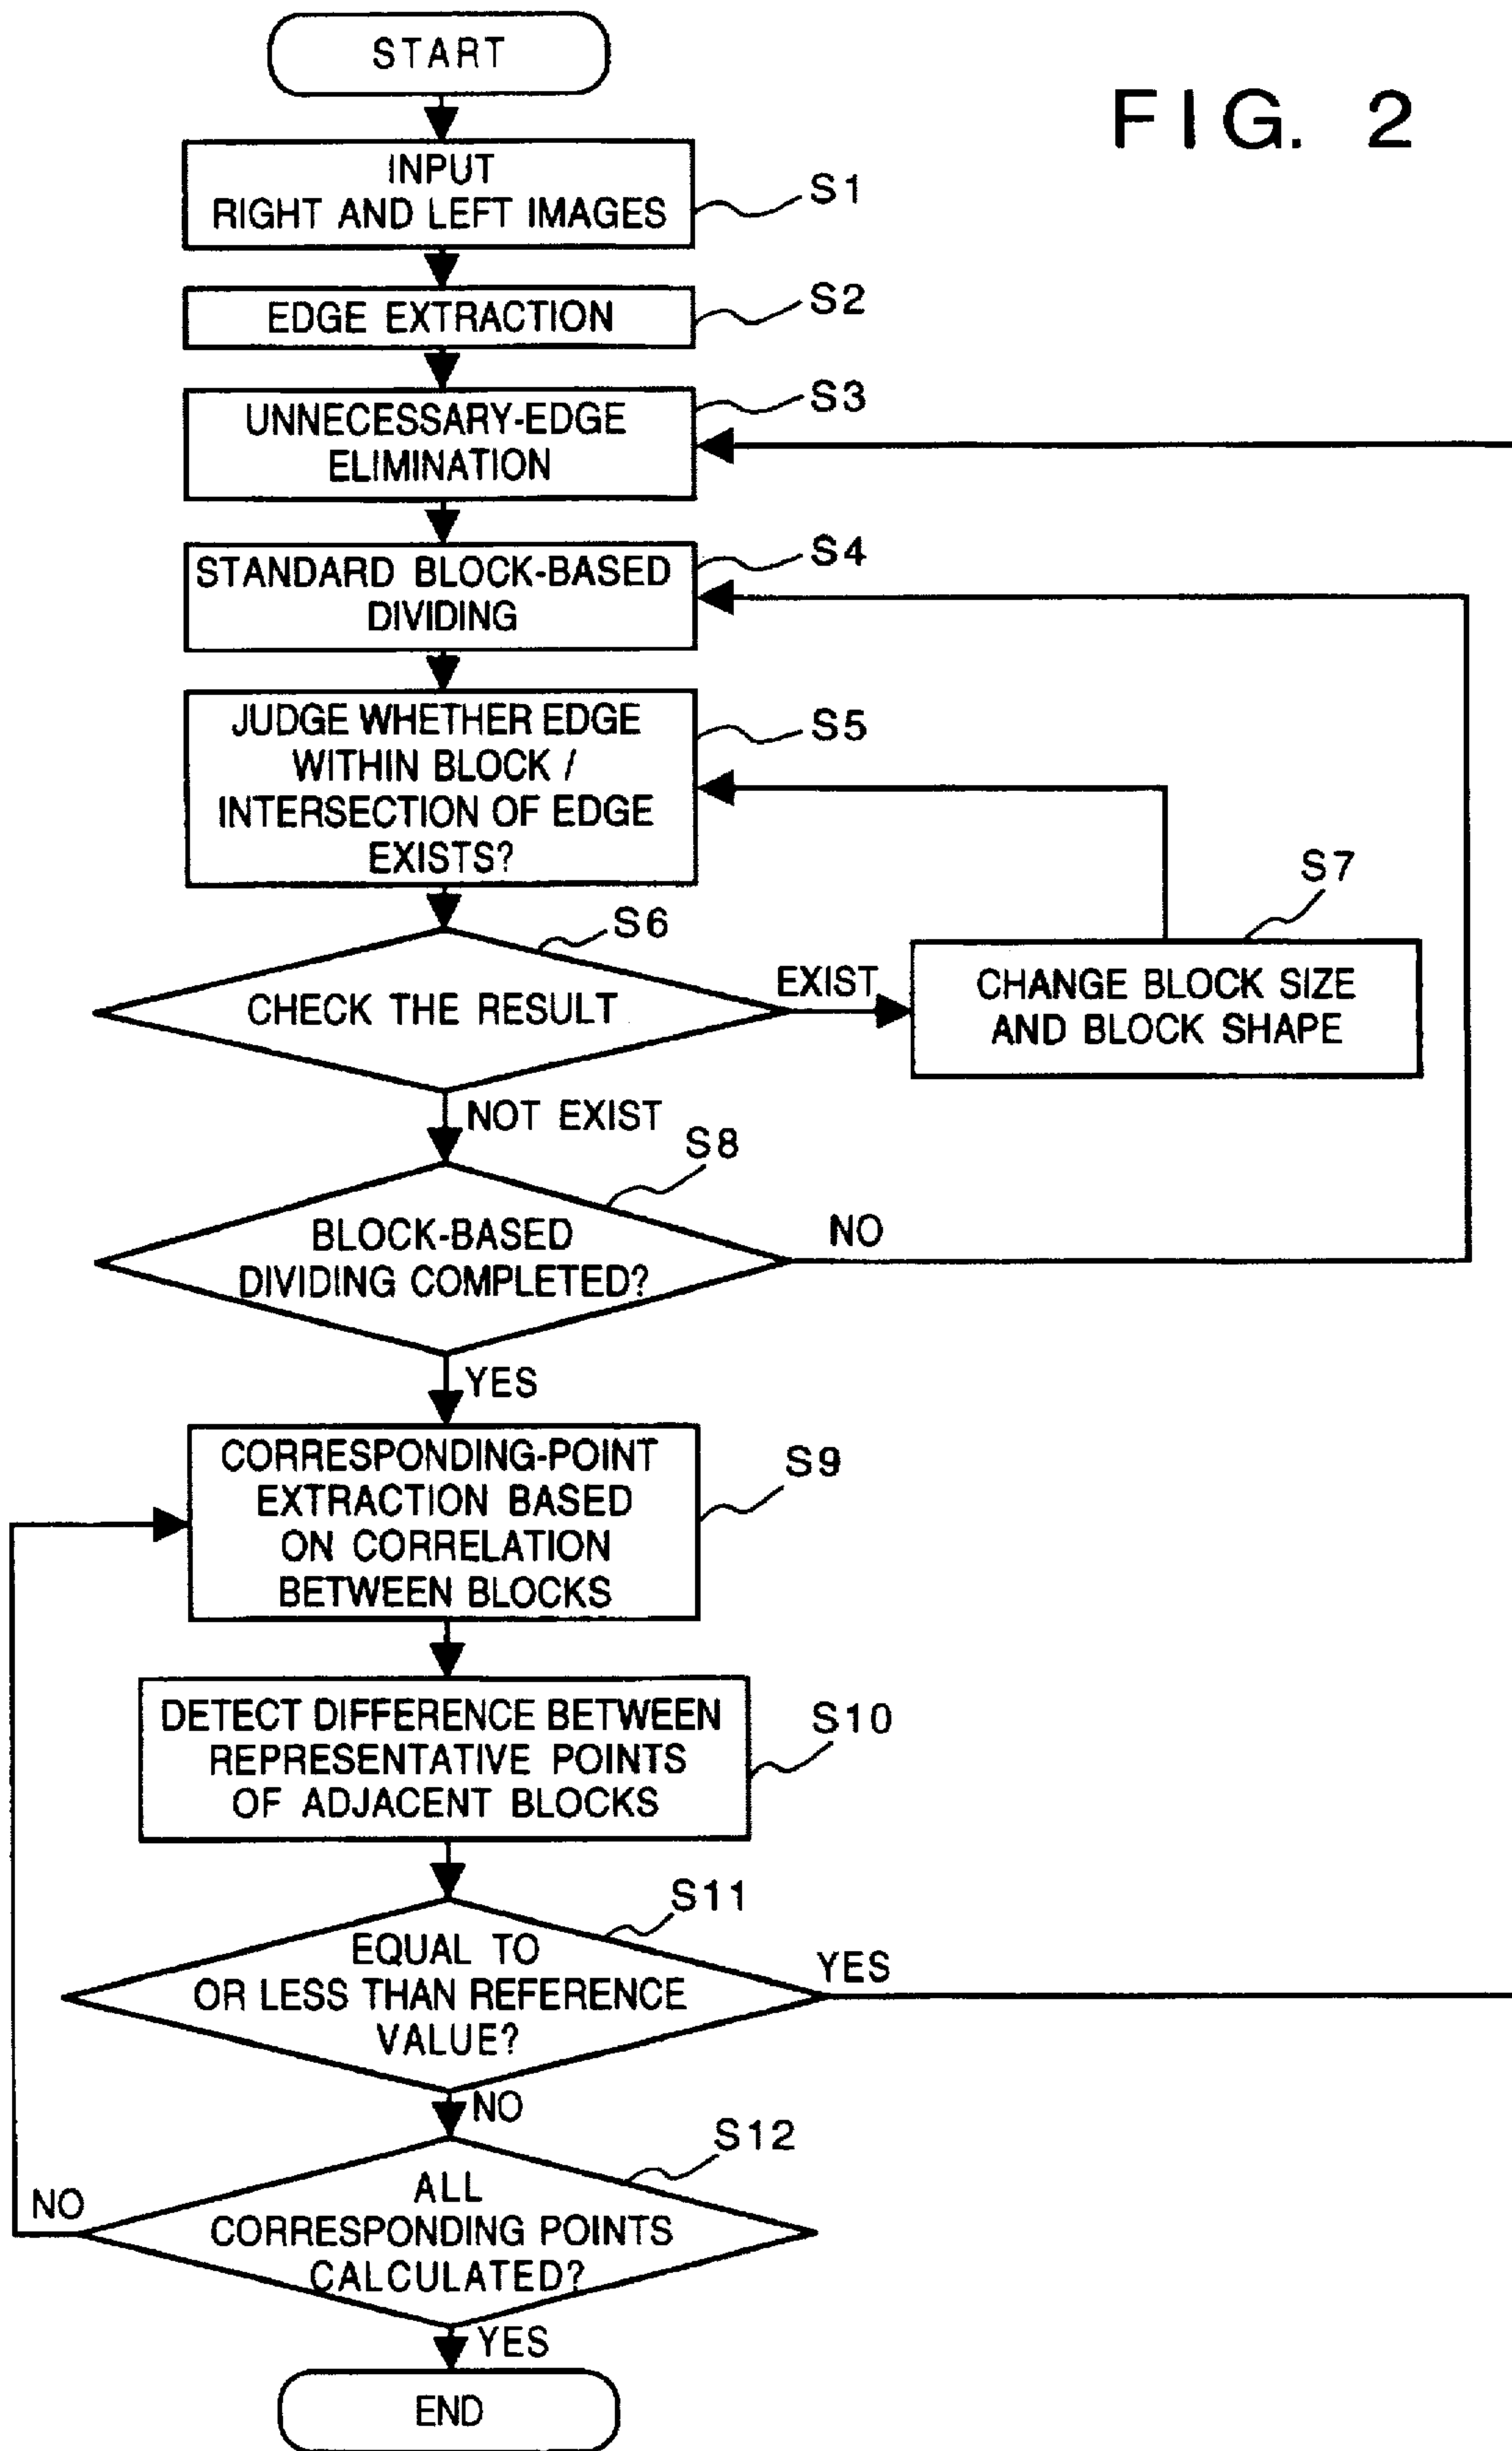 START
FIG. 2
INPUT
RIGHT AND LEFT IMAGES
S1
EDGE EXTRACTION
S2
UNNECESSARY-EDGE
ELIMINATION
S3
STANDARD BLOCK-BASED
DIVIDING
S4
JUDGE WHETHER EDGE
WITHIN BLOCK /
INTERSECTION OF EDGE
EXISTS?
S5
CHECK THE RESULT
S6
EXIST
CHANGE BLOCK SIZE
AND BLOCK SHAPE
S7
NOT EXIST
BLOCK-BASED
DIVIDING COMPLETED?
S8
NO
YES
CORRESPONDING-POINT
EXTRACTION BASED
ON CORRELATION
BETWEEN BLOCKS
S9
DETECT DIFFERENCE BETWEEN
REPRESENTATIVE POINTS
OF ADJACENT BLOCKS
S10
EQUAL TO
OR LESS THAN REFERENCE
VALUE?
S11
YES
NO
ALL
CORRESPONDING POINTS
CALCULATED?
S12
NO
YES
END